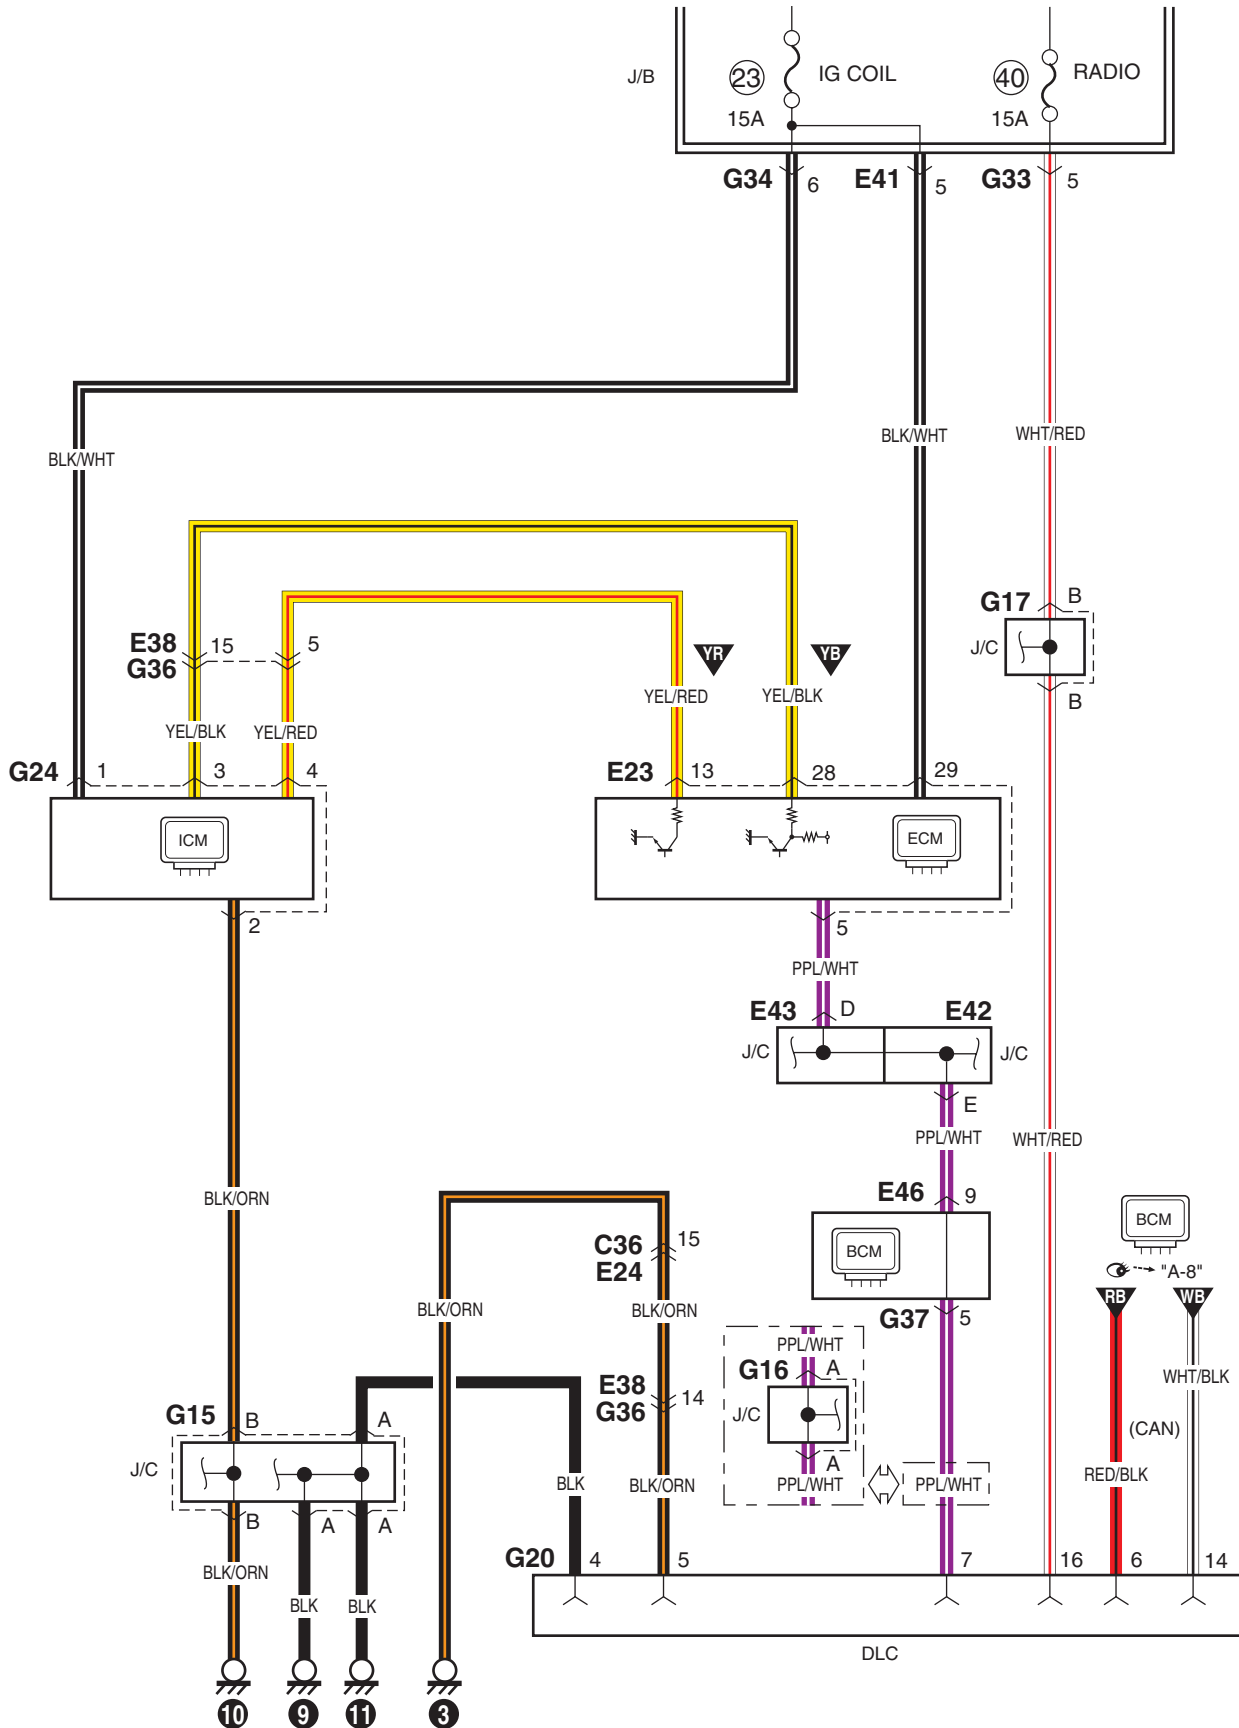 J/B
23
IG COIL
15A
40
RADIO
15A
G34 6
E41 5
G33 5
BLK/WHT
BLK/WHT
WHT/RED
G17 B
J/C
B
E38 15 5
G36
YR
YB
YEL/RED
YEL/BLK
YEL/BLK
YEL/RED
G24 1 3 4
E23 13 28 29
ICM
ECM
2
5
PPL/WHT
E43 D E42
J/C
J/C
E
PPL/WHT
WHT/RED
BLK/ORN
E46 9
BCM
BCM
"A-8"
C36 15
E24
RB
WB
BLK/ORN
BLK/ORN
G37 5
PPL/WHT
G16 A
J/C
A
PPL/WHT
PPL/WHT
WHT/BLK
(CAN)
RED/BLK
E38 14
G36
G15 B A
J/C
B A A
BLK
BLK/ORN
G20 4 5 7 16 6 14
BLK/ORN
BLK
BLK
DLC
10 9 11 3